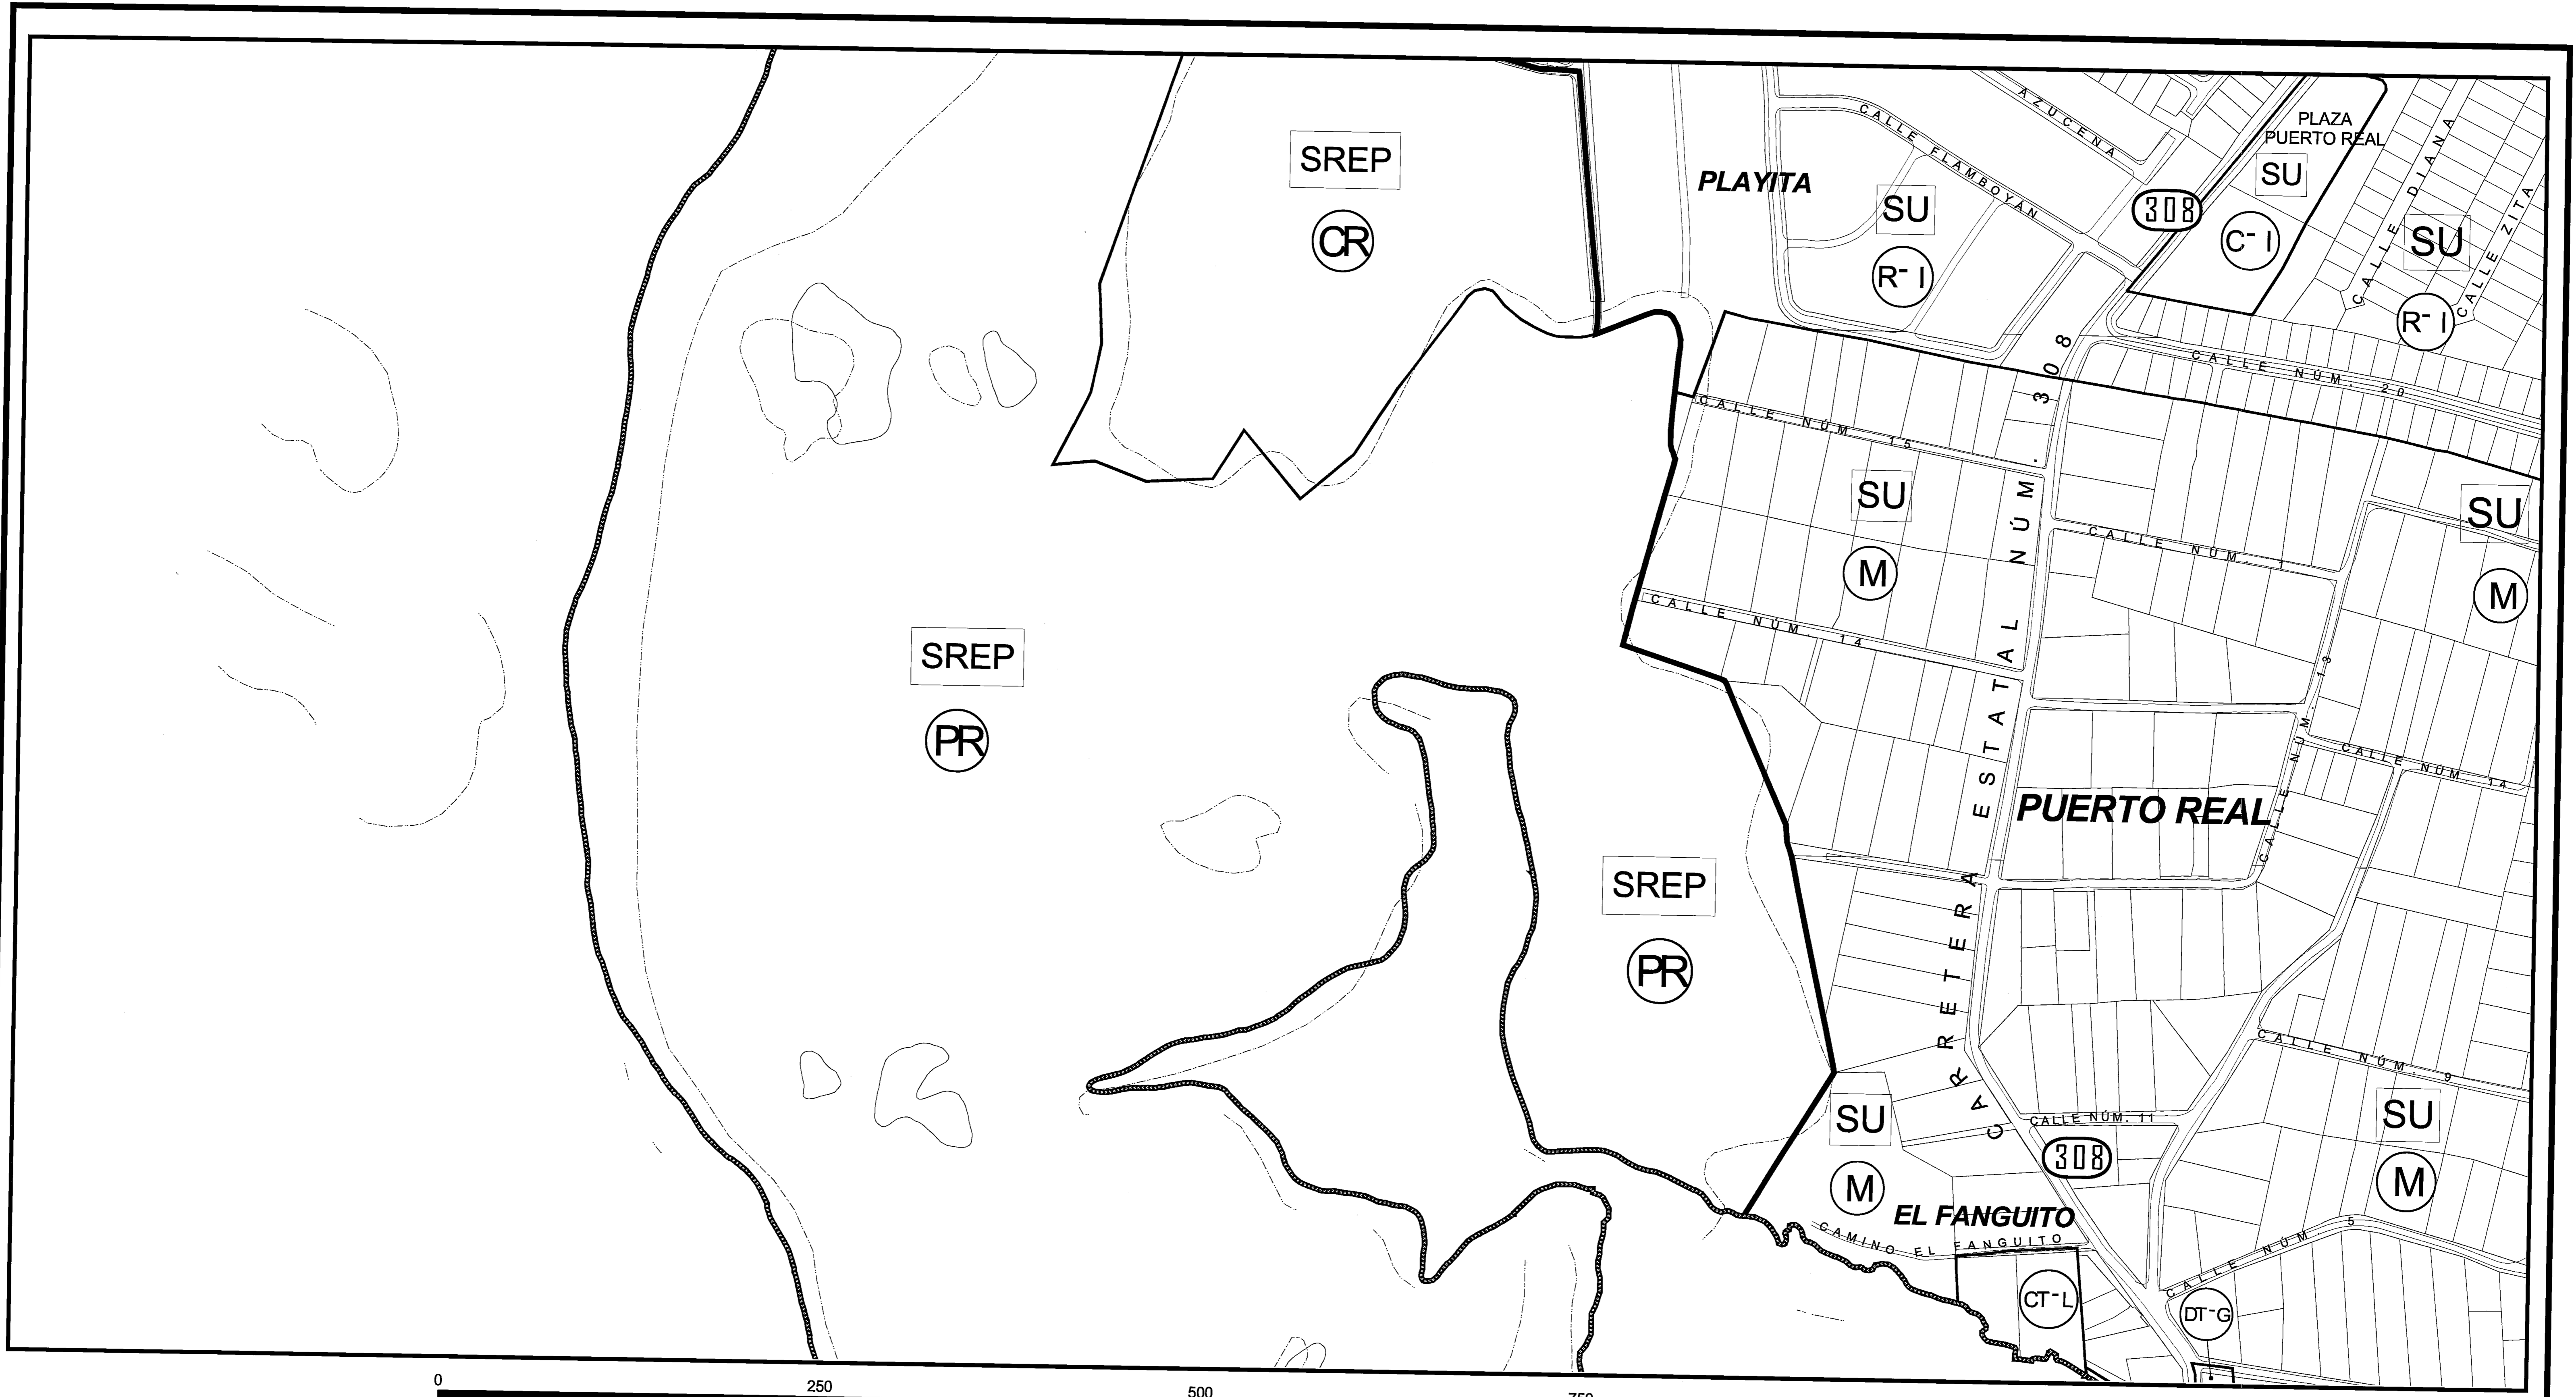 SREP
CR
PLAYITA
CALLE FLAMBOYÁN
AZUCENA
SU
R-I
308
PLAZA
PUERTO REAL
SU
C-I
CALLE DIANA
SU
CALLE ZITA
R-I
CALLE NÚM. 20
CALLE NÚM. 15
SU
M
CARRETERA ESTATAL NÚM. 308
CALLE NÚM. 1
SU
M
CALLE NÚM. 14
SREP
PR
CALLE NÚM. 13
CALLE NÚM. 14
PUERTO REAL
SREP
PR
CALLE NÚM. 9
SU
M
CALLE NÚM. 11
308
SU
M
EL FANGUITO
CAMINO EL FANGUITO
CALLE NÚM. 5
CT-L
DT-G
0
250
500
750